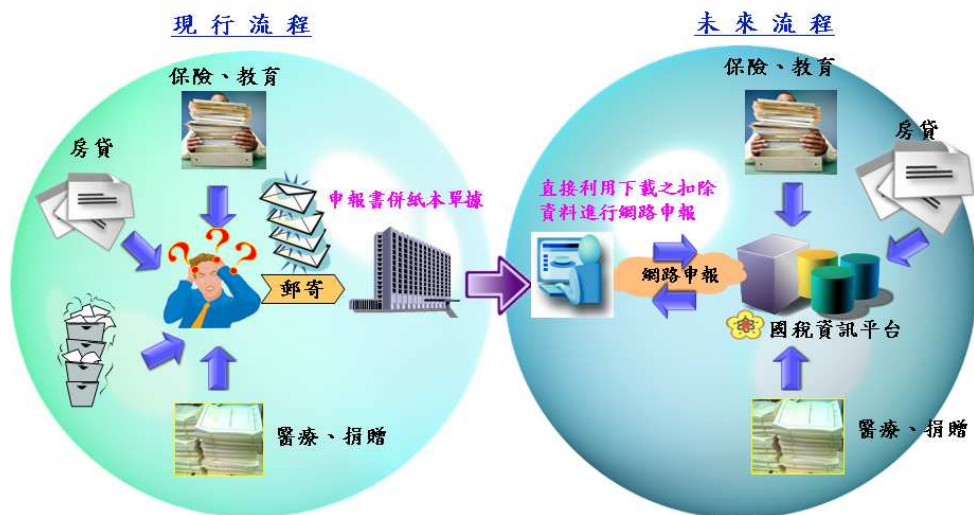 現行流程
保險、教育
房貸
申報書併紙本單據
郵寄
醫療、捐贈
未來流程
保險、教育
房貸
直接利用下載之扣除
資料進行網路申報
網路申報
國稅資訊平台
醫療、捐贈